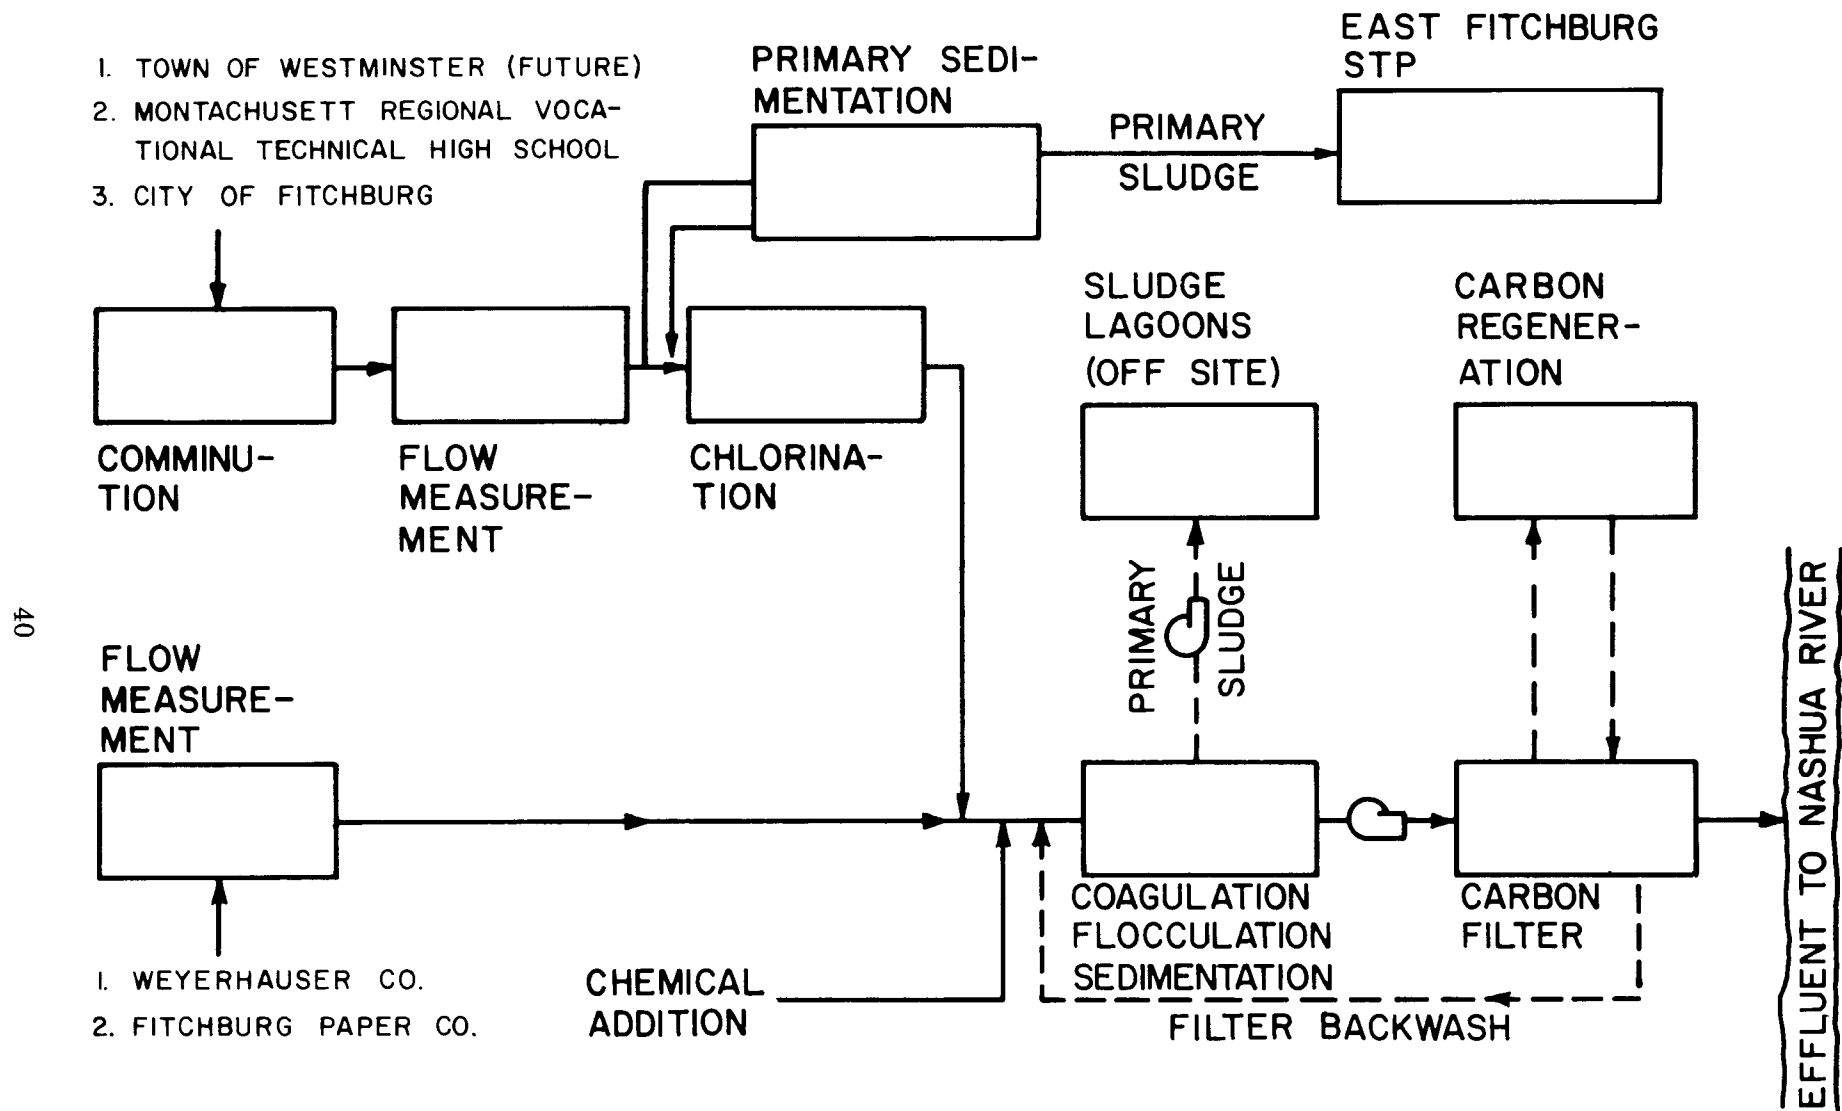 EAST FITCHBURG
STP
1. TOWN OF WESTMINSTER (FUTURE)
2. MONTACHUSETT REGIONAL VOCA-
TIONAL TECHNICAL HIGH SCHOOL
3. CITY OF FITCHBURG
PRIMARY SEDI-
MENTATION
PRIMARY
SLUDGE
SLUDGE
LAGOONS
(OFF SITE)
CARBON
REGENER-
ATION
COMMINU-
TION
FLOW
MEASURE-
MENT
CHLORINA-
TION
PRIMARY
SLUDGE
40
FLOW
MEASURE-
MENT
EFFLUENT TO NASHUA RIVER
COAGULATION
FLOCCULATION
SEDIMENTATION
CARBON
FILTER
1. WEYERHAUSER CO.
2. FITCHBURG PAPER CO.
CHEMICAL
ADDITION
FILTER BACKWASH